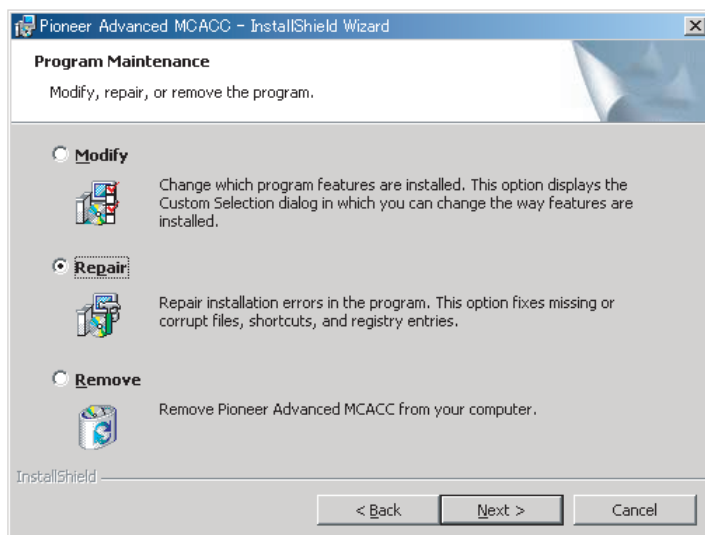 Pioneer Advanced MCACC - InstallShield Wizard
Program Maintenance
Modify, repair, or remove the program.
Modify
Change which program features are installed. This option displays the
Custom Selection dialog in which you can change the way features are
installed.
Repair
Repair installation errors in the program. This option fixes missing or
corrupt files, shortcuts, and registry entries.
Remove
Remove Pioneer Advanced MCACC from your computer.
InstallShield
< Back
Next >
Cancel